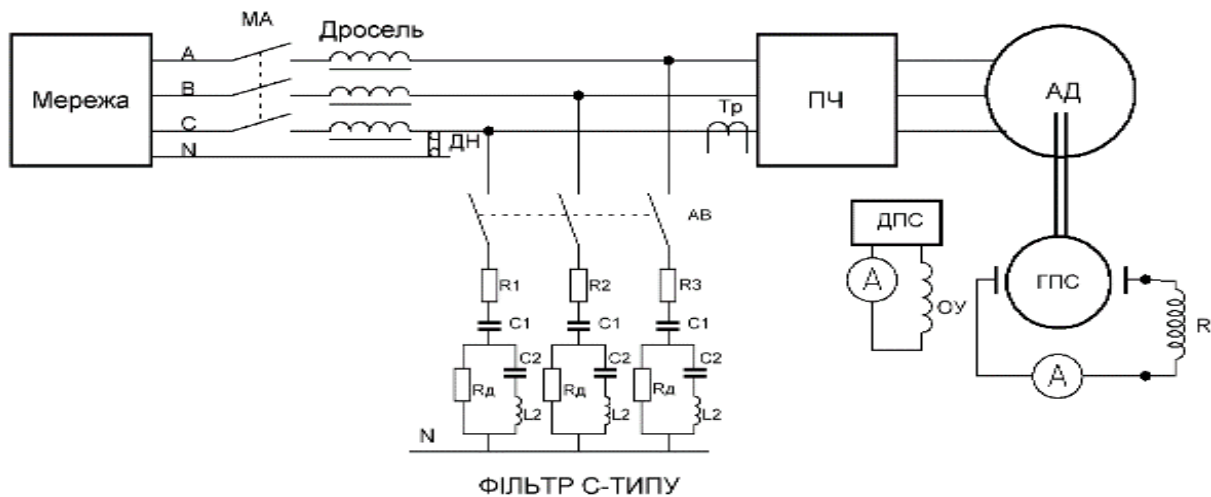 МА
Дросель
A
B
C
N
Мережа
ДН
Тр
ПЧ
АД
АВ
ДПС
A
ОУ
ГПС
R
A
R1
R2
R3
C1
C1
C1
C2
C2
C2
Rд
Rд
Rд
L2
L2
L2
N
ФІЛЬТР С-ТИПУ